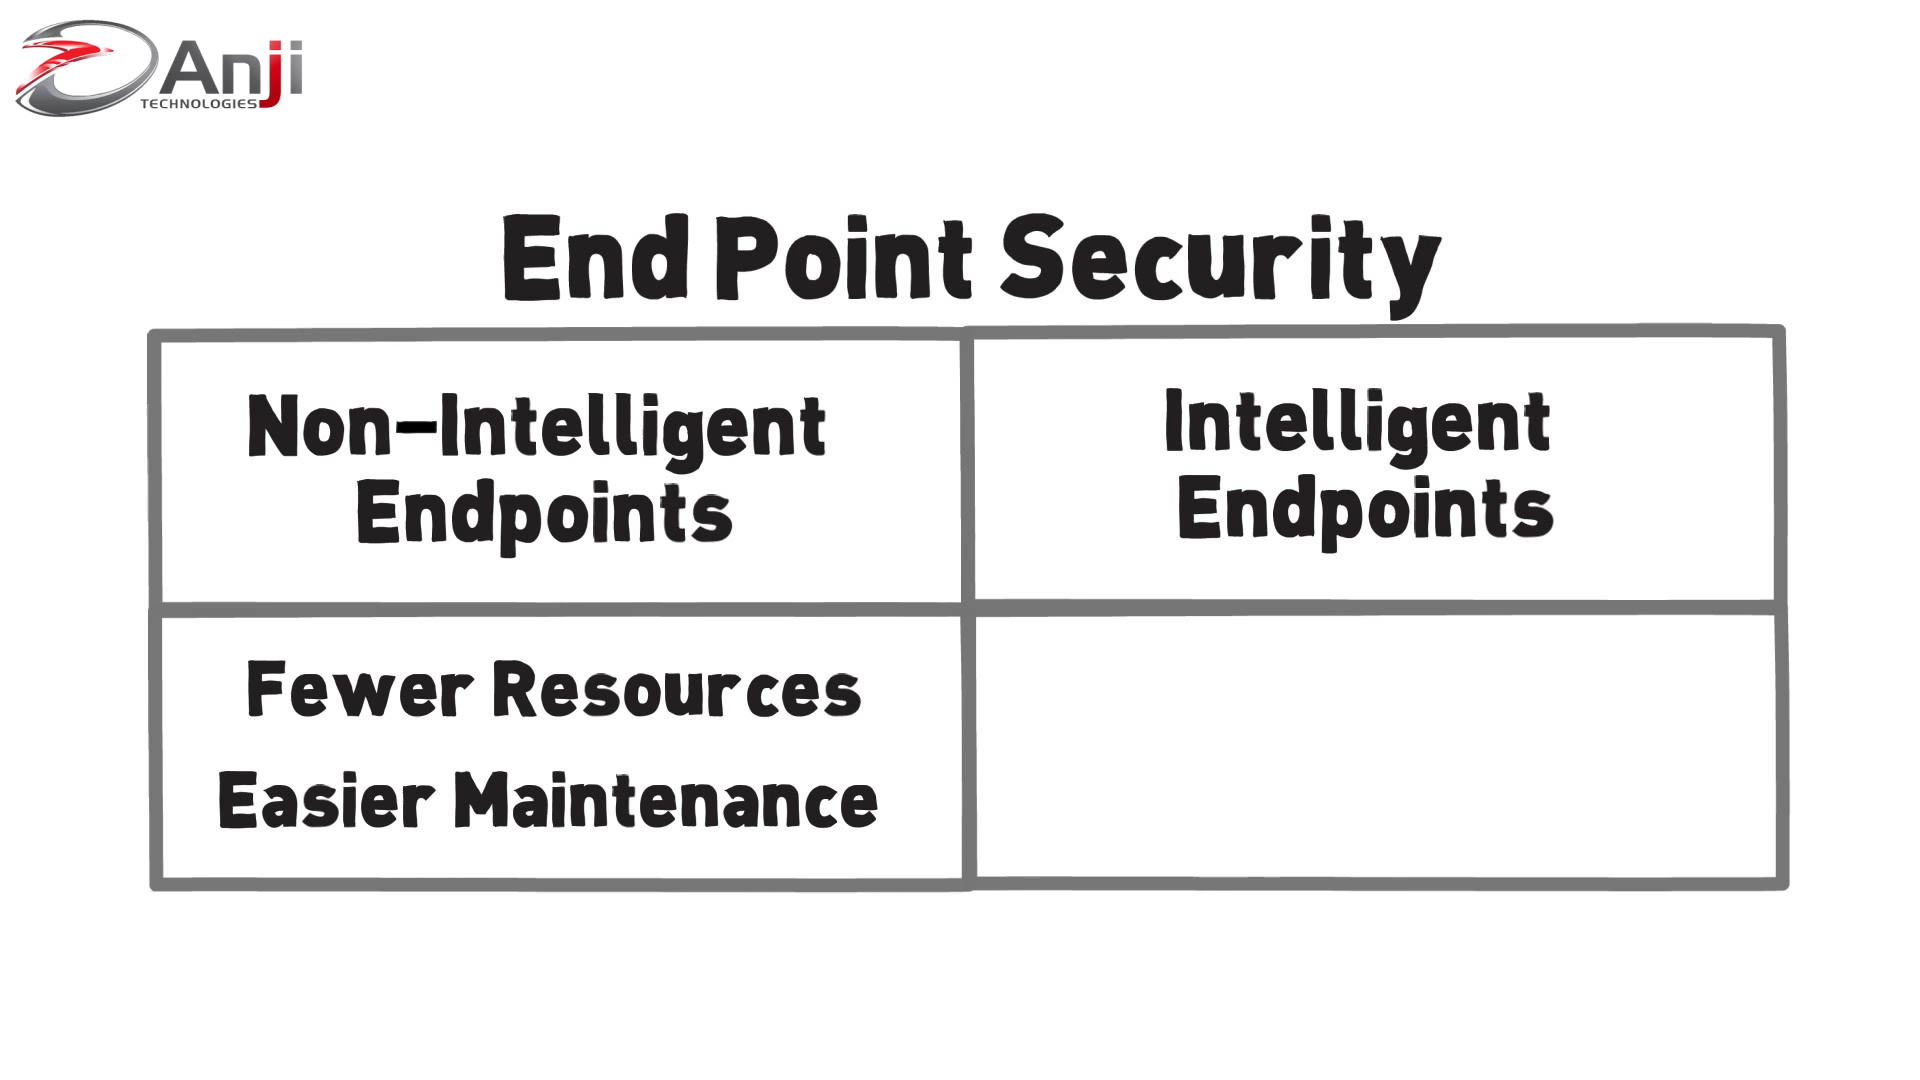 Anji
TECHNOLOGIES
End Point Security
Non-Intelligent
Endpoints
Intelligent
Endpoints
Fewer Resources
Easier Maintenance